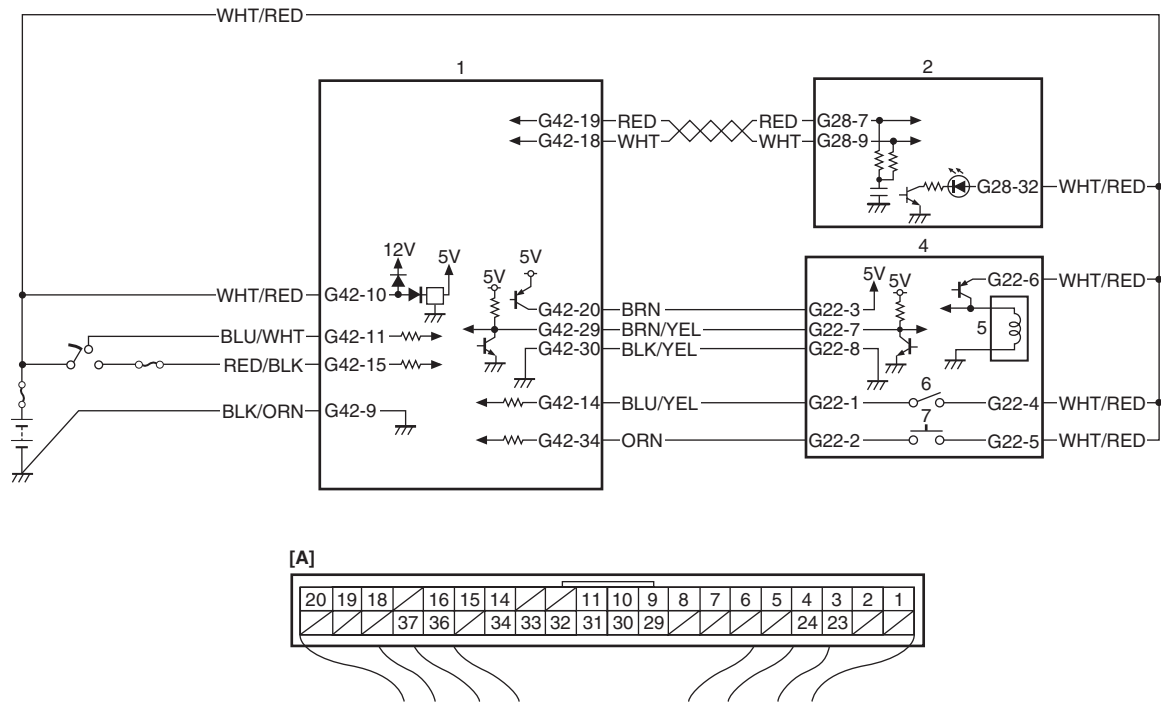 WHT/RED
1
2
G42-19 RED RED G28-7
G42-18 WHT WHT G28-9
G28-32 WHT/RED
4
12V 5V 5V
5V
5V 5V G22-6 WHT/RED
WHT/RED G42-10
G42-20 BRN G22-3
BLU/WHT G42-11
G42-29 BRN/YEL G22-7 5
G42-30 BLK/YEL G22-8
RED/BLK G42-15
6
BLK/ORN G42-9
G42-14 BLU/YEL G22-1 G22-4 WHT/RED
7
G42-34 ORN G22-2 G22-5 WHT/RED
[A]
20 19 18 16 15 14 11 10 9 8 7 6 5 4 3 2 1
37 36 34 33 32 31 30 29 24 23